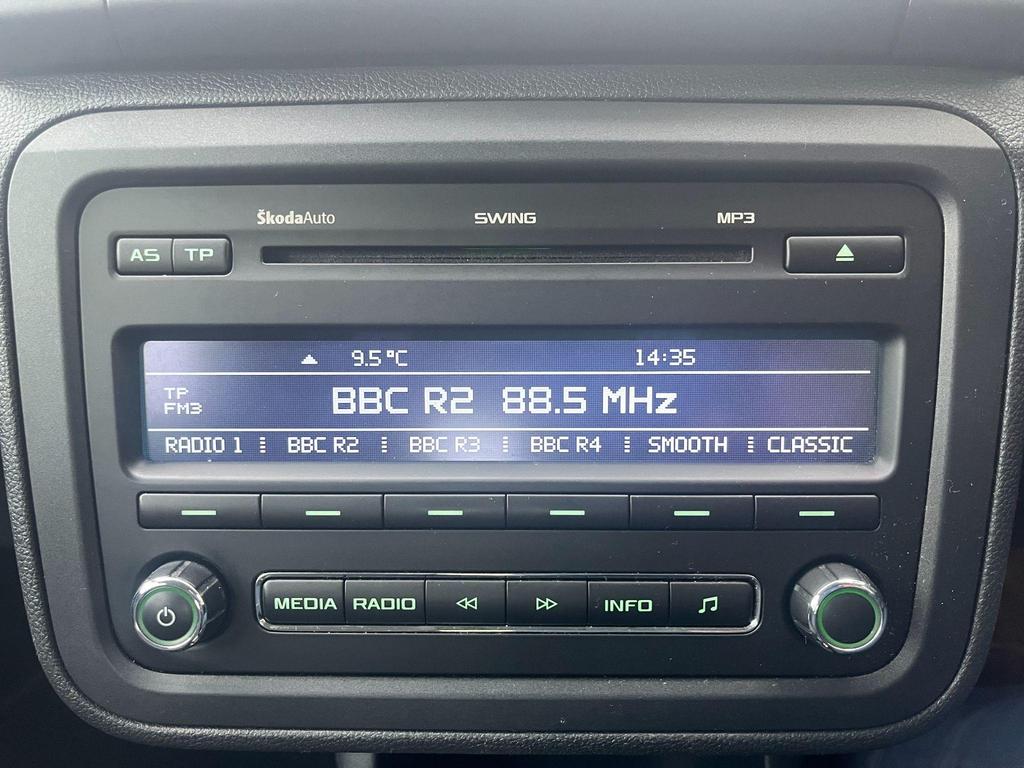 ŠkodaAuto SWING MP3
AS TP
9.5°C 14:35
TP
FM3
BBC R2 88.5 MHz
RADIO 1 BBC R2 BBC R3 BBC R4 SMOOTH CLASSIC
MEDIA RADIO INFO